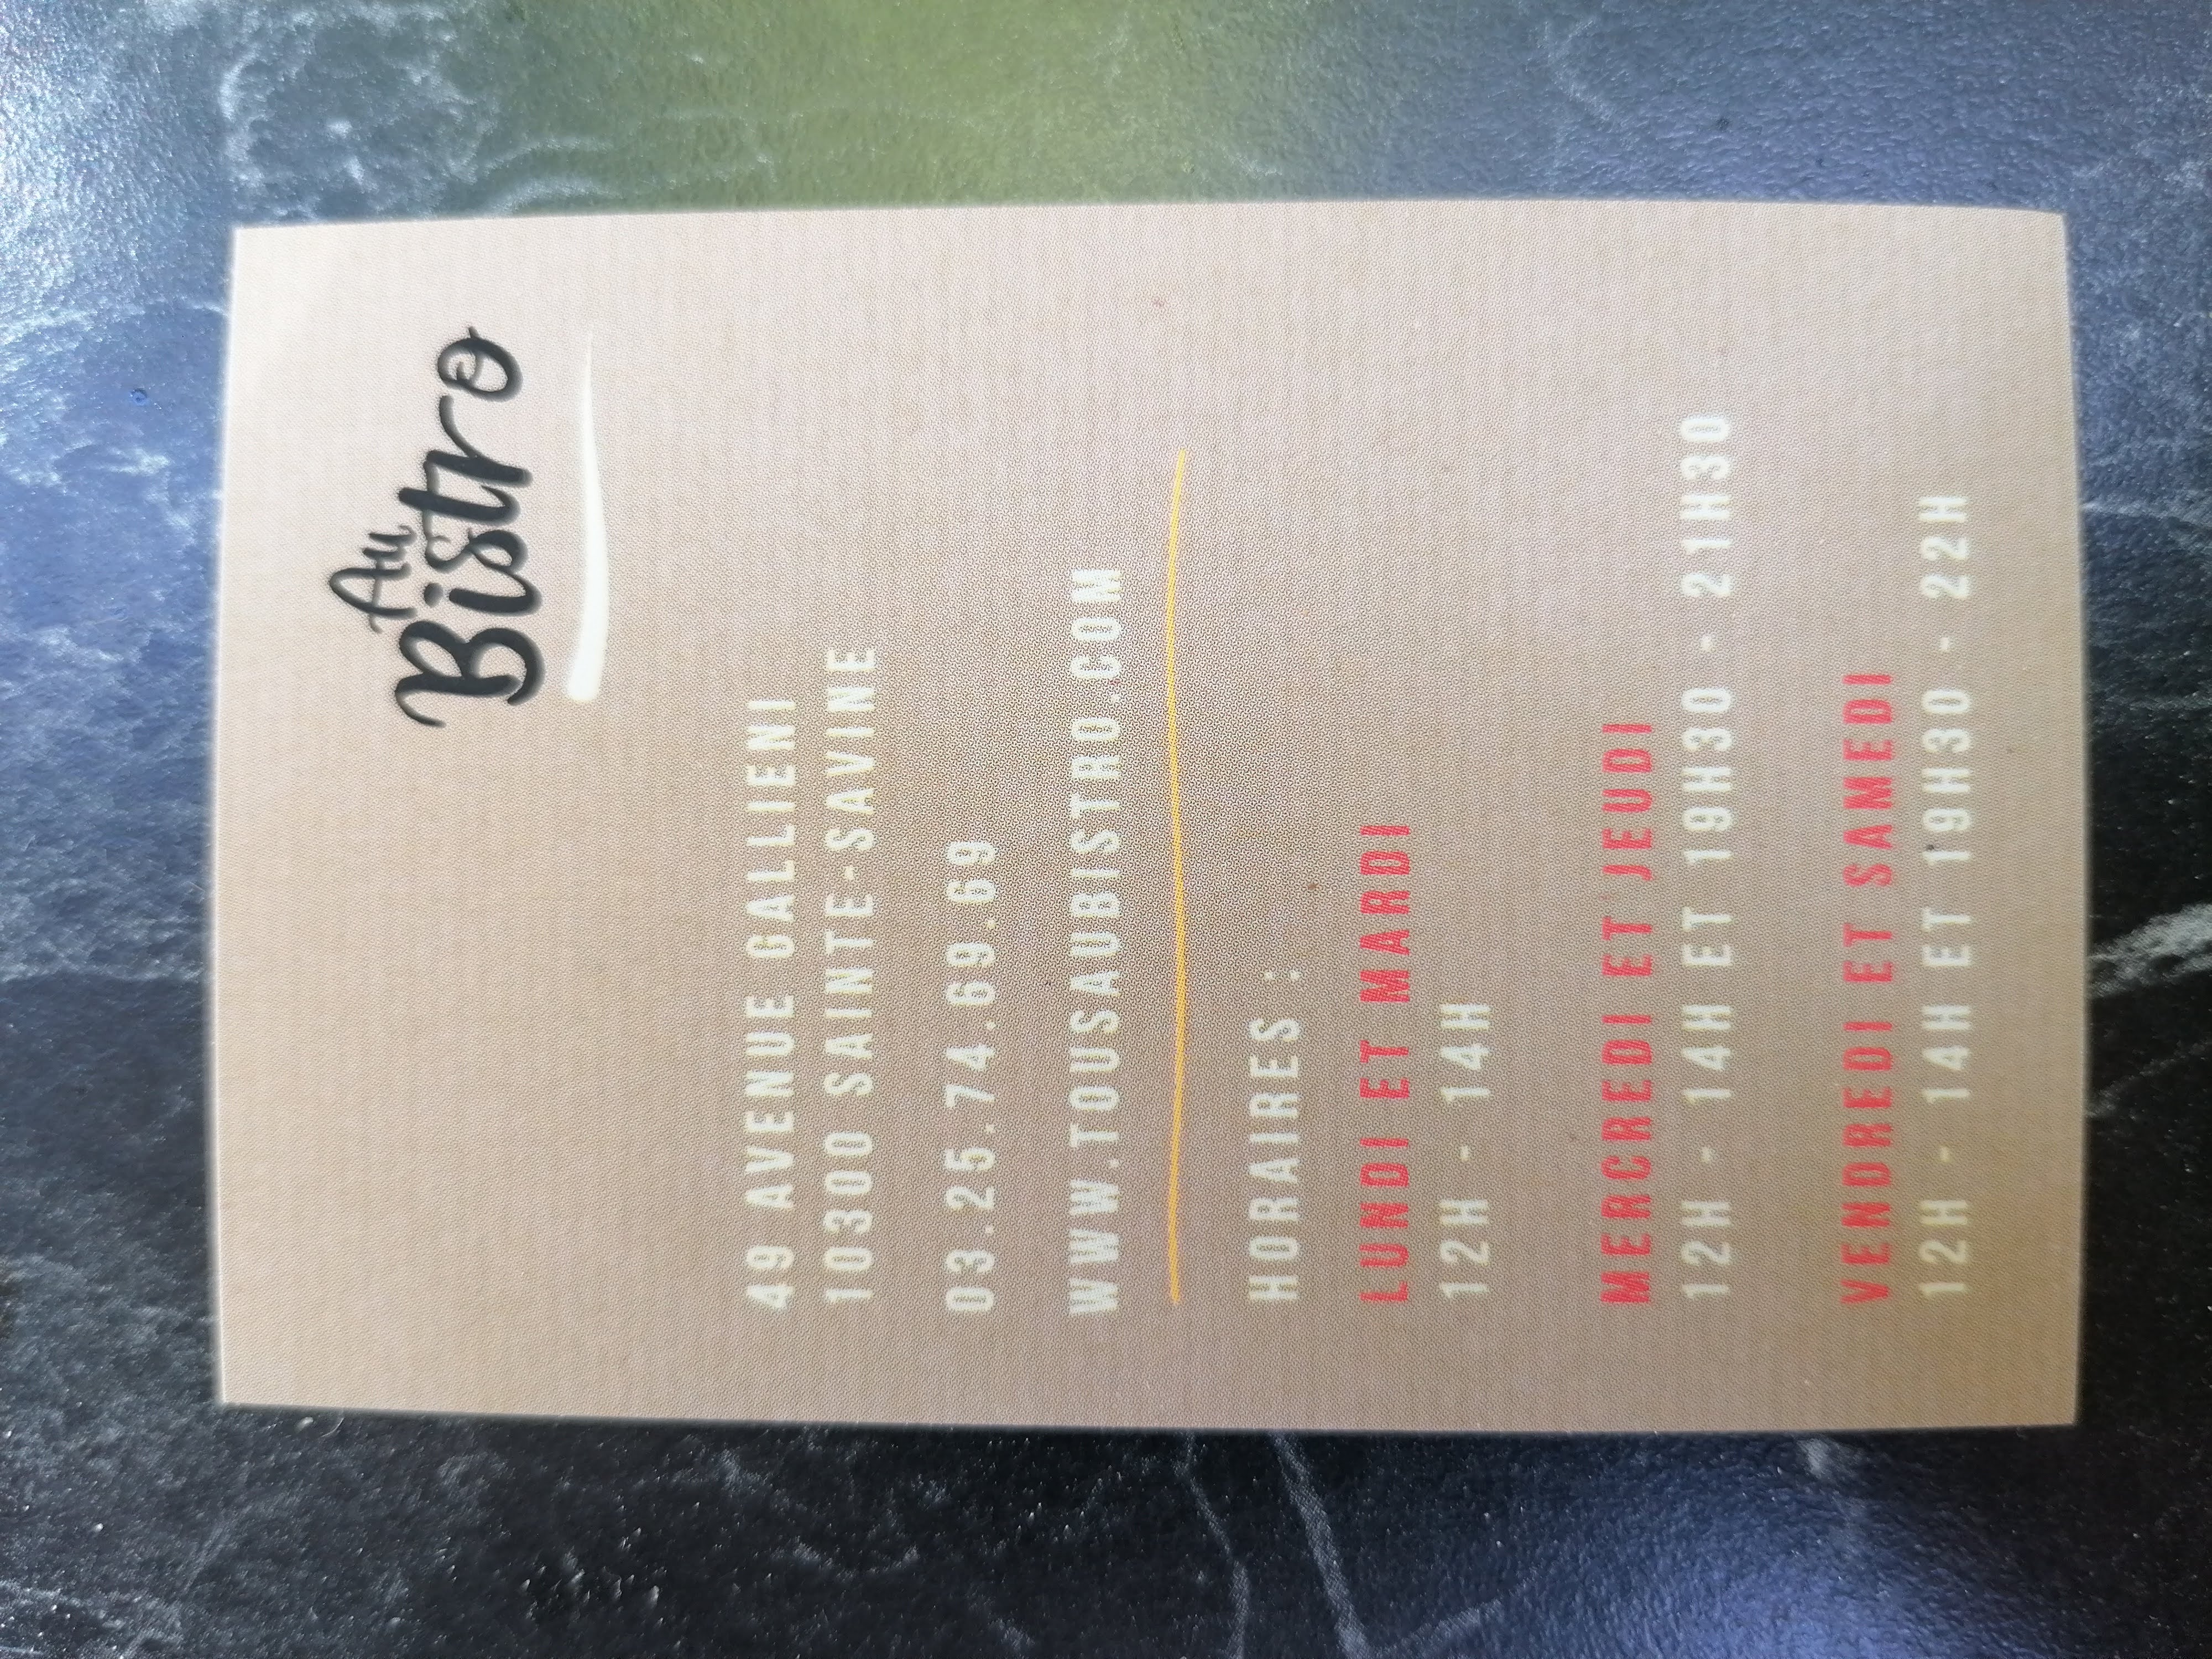 Au
Bistro
49 AVENUE GALLIENI
10300 SAINTE-SAVINE
03.25.74.69.69
WWW.TOUSAUBISTRO.COM
HORAIRES :
LUNDI ET MARDI
12H - 14H
MERCREDI ET JEUDI
12H - 14H ET 19H30 - 21H30
VENDREDI ET SAMEDI
12H - 14H ET 19H30 - 22H